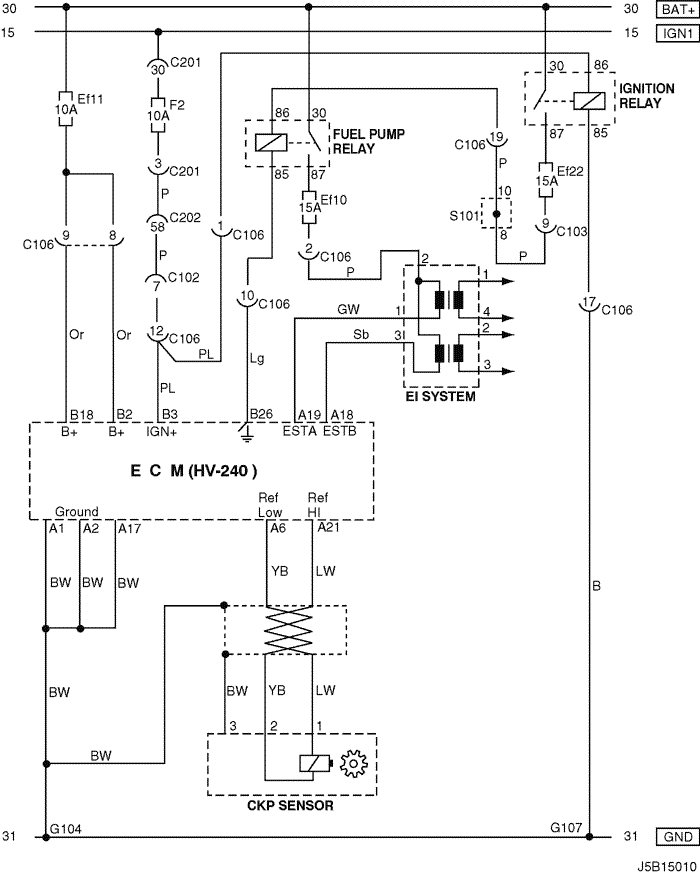 30 30 BAT+
15 15 IGN1
C201
30
30 86
IGNITION
RELAY
Ef11
10A
F2
10A
86 30
FUEL PUMP
RELAY
87 85
19
C106
P
3
C201
85 87
Ef22
15A
P
Ef10
15A
10
S101
8
9
C103
58
C202
1
C106
9 8
C106
2
C106
P
P
P
2
C102
7
10
C106
1
GW
1
4
17
C106
Or Or
12
C106
Sb
3
2
PL
Lg
3
PL
EI SYSTEM
B18 B2 B3 B26 A19 A18
B+ B+ IGN+ ESTA ESTB
E C M (HV-240 )
Ground
Ref
Low
Ref
HI
A1 A2 A17 A6 A21
BW BW BW
YB LW
B
BW
BW YB LW
3 2 1
BW
CKP SENSOR
G104 G107
31 31 GND
J5B15010